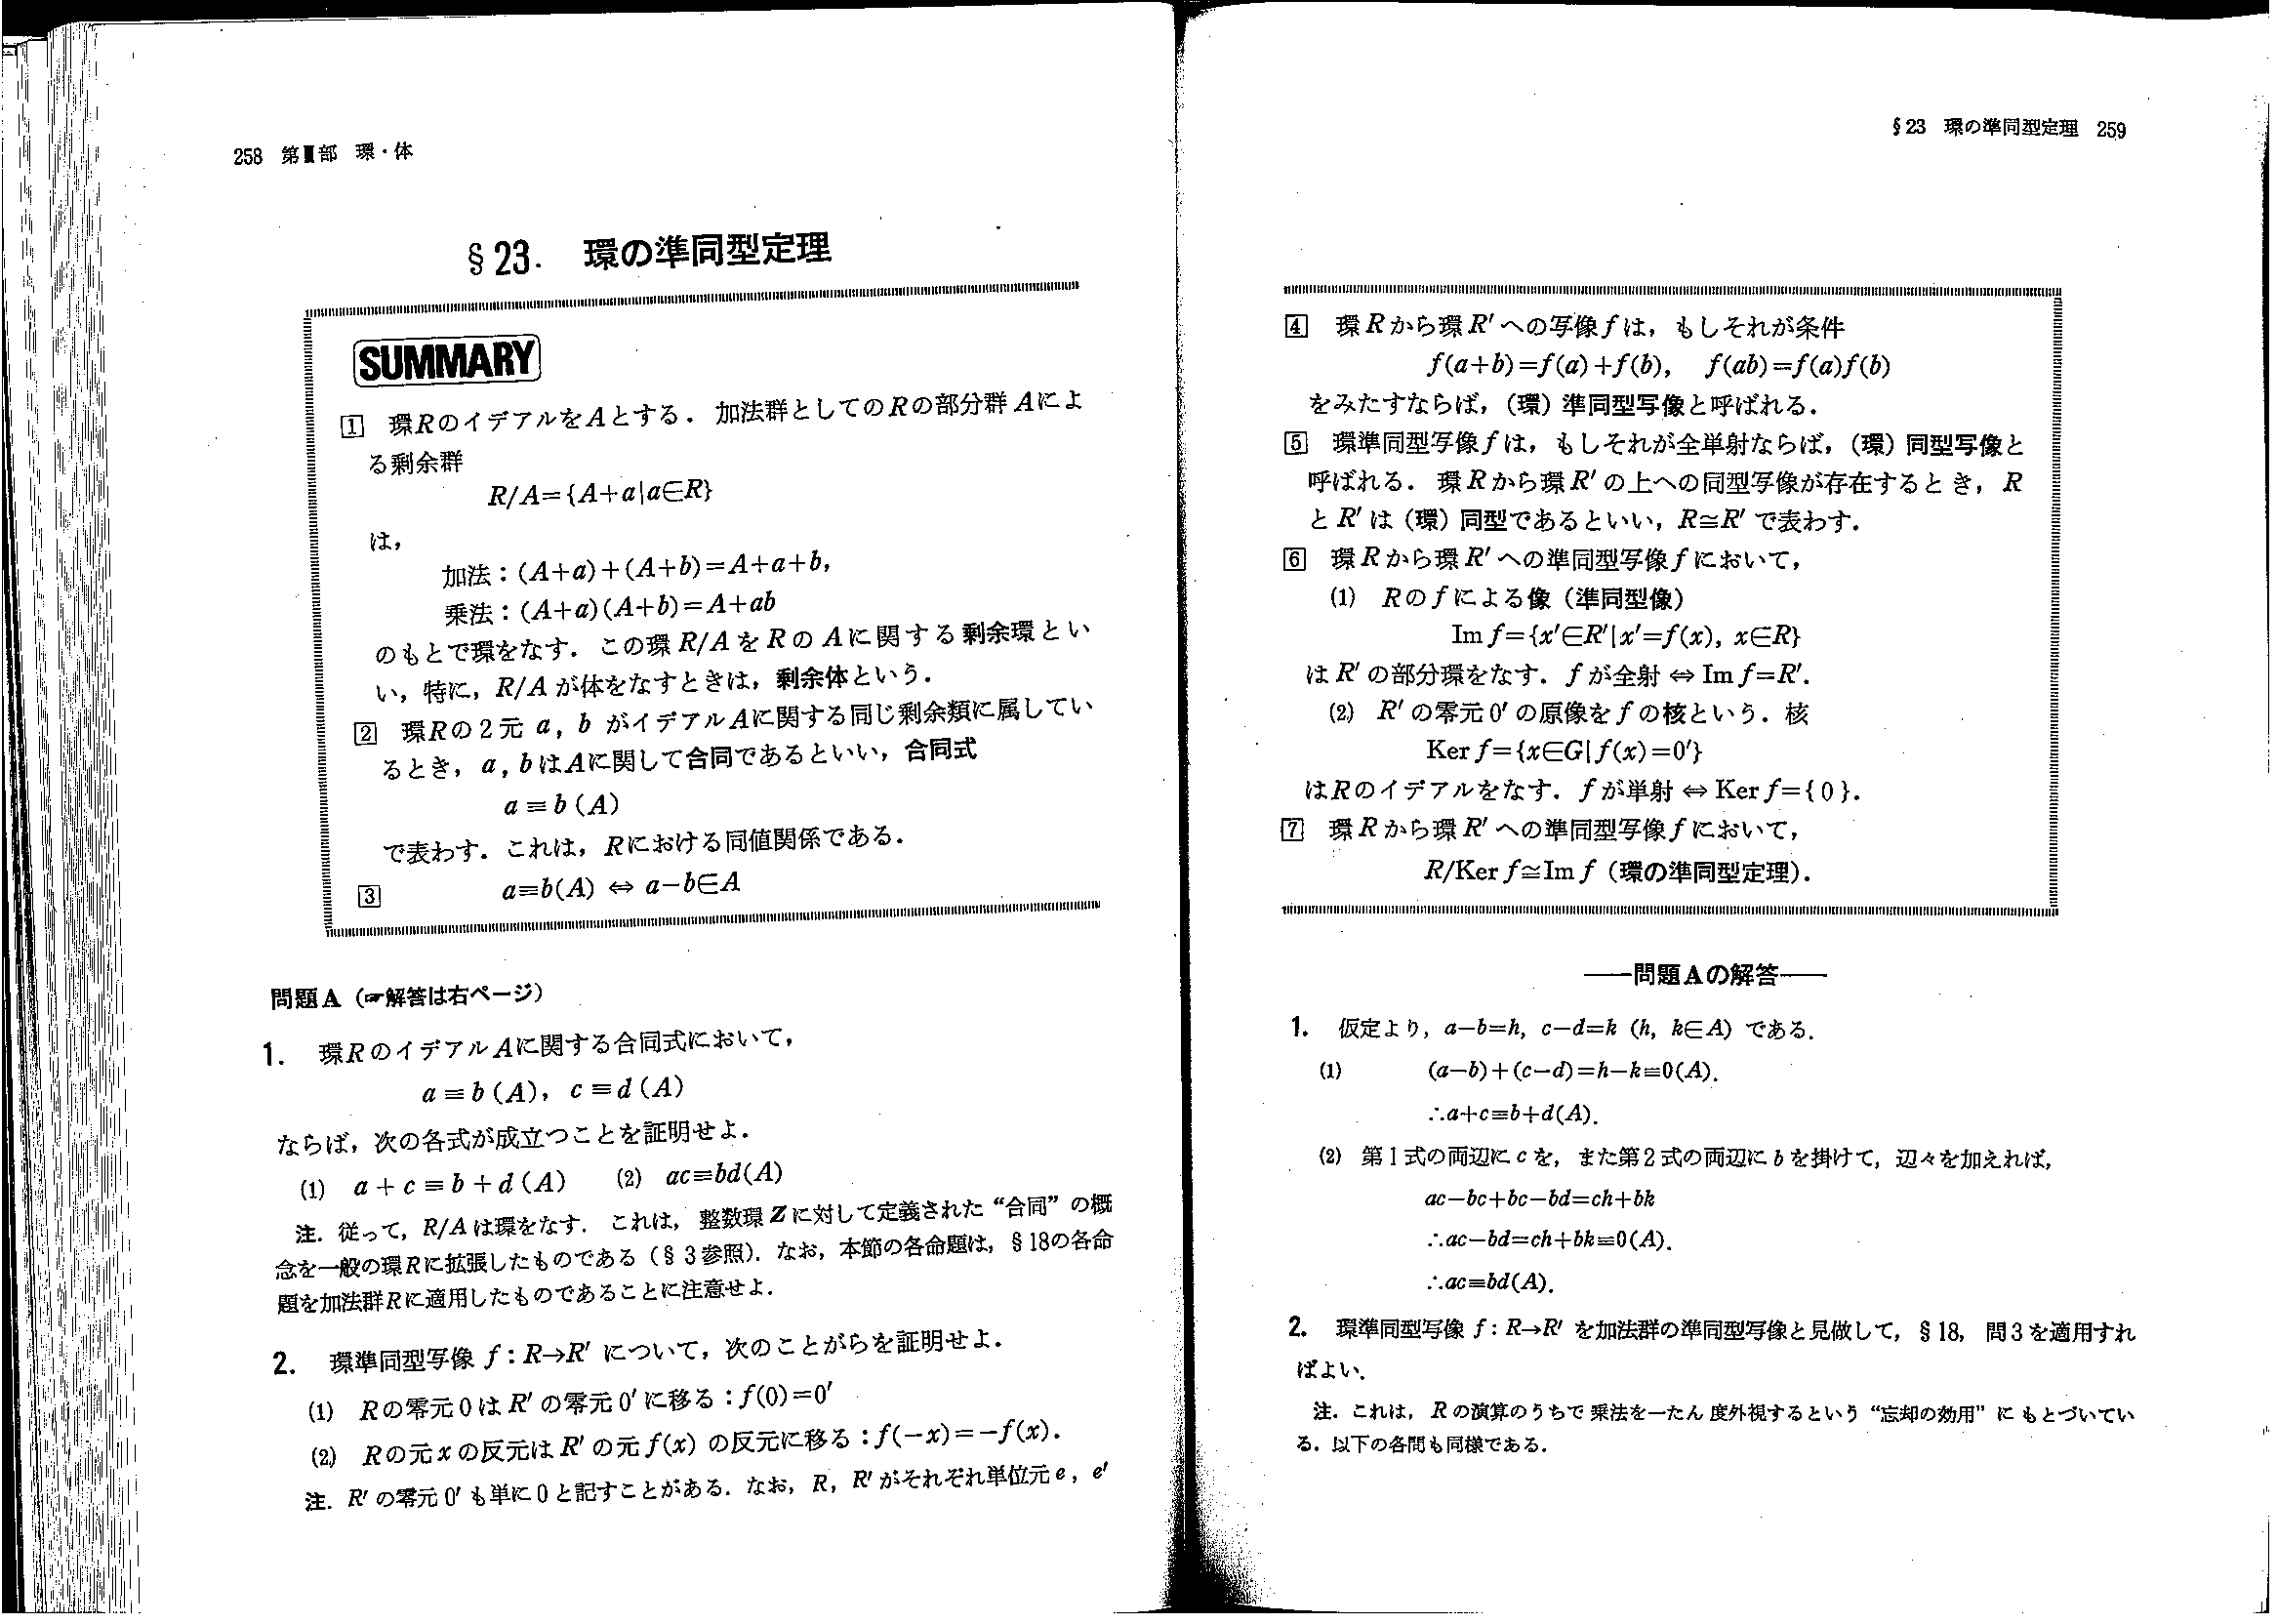 258 第Ⅲ部 環・体
§23. 環の準同型定理
SUMMARY
1 環Rのイデアルを A とする. 加法群としての R の部分群 A によ
る剰余群
R/A={A+a|a∈R}
は,
加法:(A+a)+(A+b)=A+a+b,
乗法:(A+a)(A+b)=A+ab
のもとで環をなす. この環 R/A を R の A に関する剰余環とい
い, 特に, R/A が体をなすときは, 剰余体という.
2 環Rの2元 a, b がイデアルAに関する同じ剰余類に属してい
るとき, a, b はAに関して合同であるといい, 合同式
a≡b(A)
で表わす. これは, Rにおける同値関係である.
3 a≡b(A) ⇔ a−b∈A
問題A(☞解答は右ページ)
1. 環RのイデアルAに関する合同式において,
a≡b(A), c≡d(A)
ならば, 次の各式が成立つことを証明せよ.
(1) a+c≡b+d(A) (2) ac≡bd(A)
注. 従って, R/A は環をなす. これは, 整数環 Z に対して定義された“合同”の概
念を一般の環Rに拡張したものである(§3参照). なお, 本節の各命題は, §18の各命
題を加法群Rに適用したものであることに注意せよ.
2. 環準同型写像 f:R→R′ について, 次のことがらを証明せよ.
(1) Rの零元0は R′ の零元 0′ に移る:f(0)=0′
(2) Rの元 x の反元は R′ の元 f(x) の反元に移る:f(−x)=−f(x).
注. R′ の零元 0′ も単に 0 と記すことがある. なお, R, R′ がそれぞれ単位元 e, e′
§23 環の準同型定理 259
4 環 R から環 R′ への写像 f は, もしそれが条件
f(a+b)=f(a)+f(b), f(ab)=f(a)f(b)
をみたすならば, (環)準同型写像と呼ばれる.
5 環準同型写像 f は, もしそれが全単射ならば, (環)同型写像と
呼ばれる. 環 R から環 R′ の上への同型写像が存在するとき, R
と R′ は(環)同型であるといい, R≅R′ で表わす.
6 環 R から環 R′ への準同型写像 f において,
(1) R の f による像(準同型像)
Im f={x′∈R′|x′=f(x), x∈R}
は R′ の部分環をなす. f が全射 ⇔ Im f=R′.
(2) R′ の零元 0′ の原像を f の核という. 核
Ker f={x∈G|f(x)=0′}
はRのイデアルをなす. f が単射 ⇔ Ker f={0}.
7 環 R から環 R′ への準同型写像 f において,
R/Ker f≅Im f(環の準同型定理).
――問題Aの解答――
1. 仮定より, a−b=h, c−d=k (h, k∈A) である.
(1) (a−b)+(c−d)=h−k≡0(A).
∴a+c≡b+d(A).
(2) 第1式の両辺に c を, また第2式の両辺に b を掛けて, 辺々を加えれば,
ac−bc+bc−bd=ch+bk
∴ac−bd=ch+bk≡0(A).
∴ac≡bd(A).
2. 環準同型写像 f:R→R′ を加法群の準同型写像と見做して, §18, 問3を適用すれ
ばよい.
注. これは, R の演算のうちで乗法を一たん度外視するという“忘却の効用”にもとづいてい
る. 以下の各問も同様である.